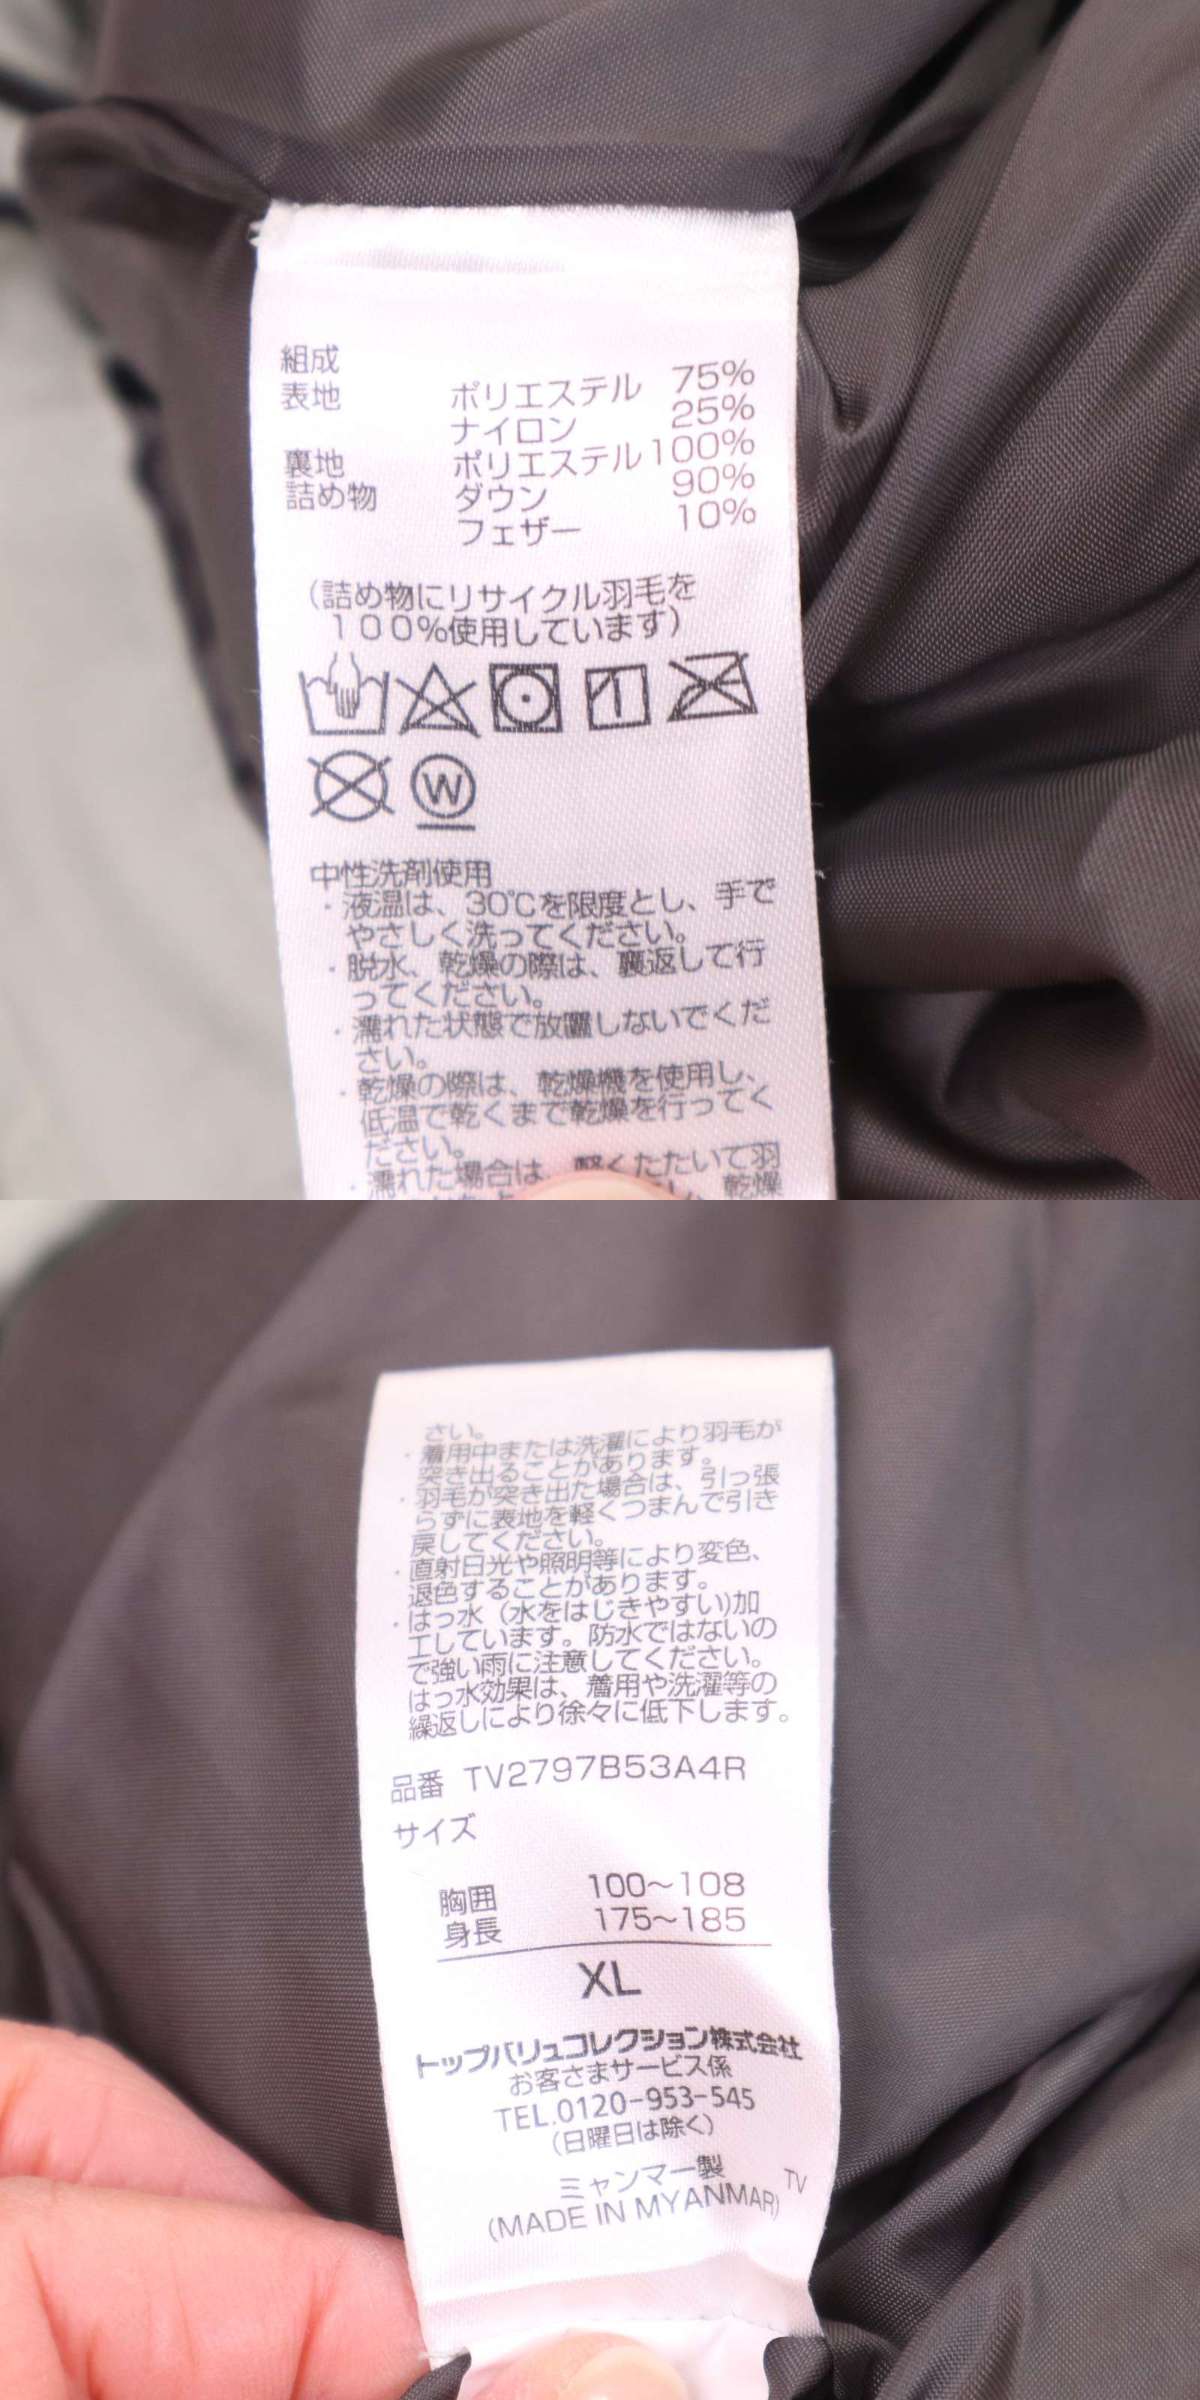 組成
表地 ポリエステル 75%
ナイロン 25%
裏地 ポリエステル 100%
詰め物 ダウン 90%
フェザー 10%
(詰め物にリサイクル羽毛を
100%使用しています)
W
中性洗剤使用
・液温は、30℃を限度とし、手で
やさしく洗ってください。
・脱水、乾燥の際は、裏返して行
ってください。
・濡れた状態で放置しないでくだ
さい。
・乾燥の際は、乾燥機を使用し、
低温で乾くまで乾燥を行ってく
ださい。
・濡れた場合は、軽くたたいて羽
し、乾燥
さい。
・着用中または洗濯により羽毛が
突き出ることがあります。
・羽毛が突き出た場合は、引っ張
らずに表地を軽くつまんで引き
戻してください。
・直射日光や照明等により変色、
退色することがあります。
・はっ水(水をはじきやすい)加
工しています。防水ではないの
で強い雨に注意してください。
はっ水効果は、着用や洗濯等の
繰返しにより徐々に低下します。
品番 TV2797B53A4R
サイズ
胸囲 100～108
身長 175～185
XL
トップバリュコレクション株式会社
お客さまサービス係
TEL.0120-953-545
(日曜日は除く)
ミャンマー製 TV
(MADE IN MYANMAR)